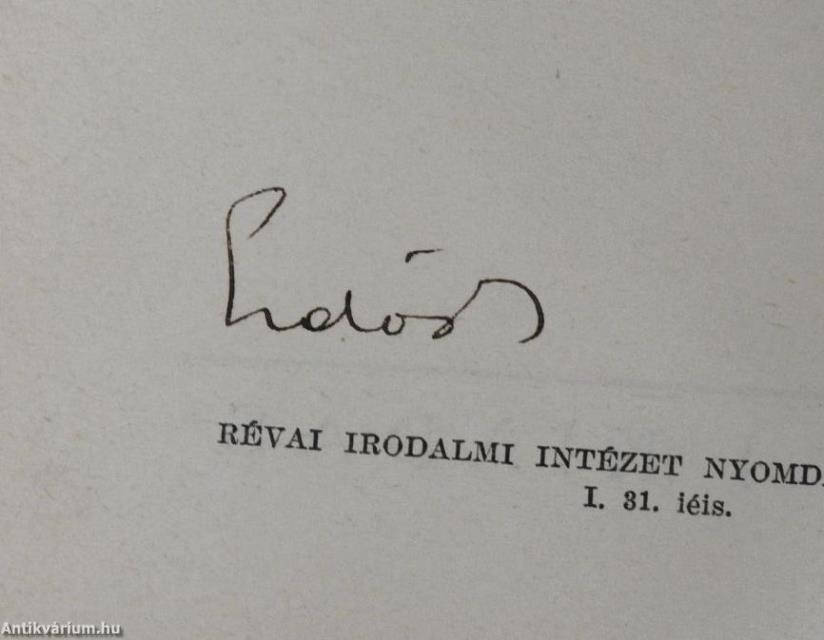 RÉVAI IRODALMI INTÉZET NYOMD
I. 31. iéis.
Antikvárium.hu